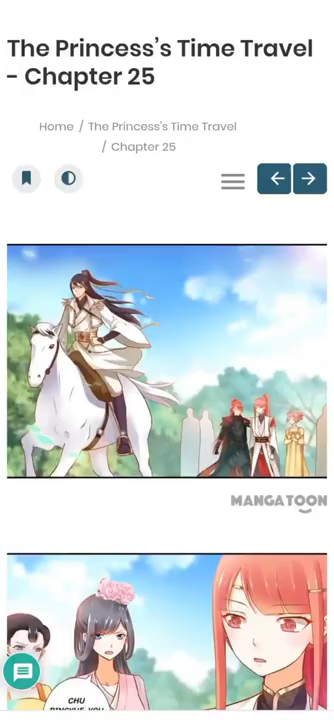 The Princess's Time Travel
- Chapter 25
Home / The Princess's Time Travel
/ Chapter 25
MANGATOON
CHU